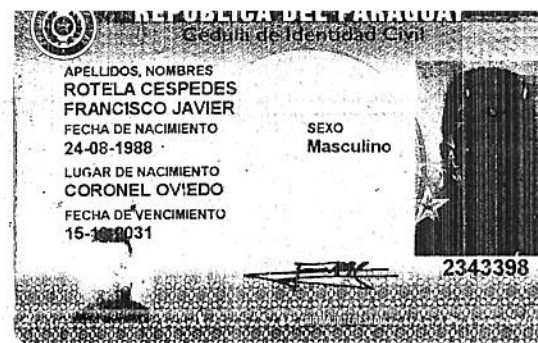 REPUBLICA DEL PARAGUAY
Cédula de Identidad Civil
APELLIDOS, NOMBRES
ROTELA CESPEDES
FRANCISCO JAVIER
FECHA DE NACIMIENTO
24-08-1988
SEXO
Masculino
LUGAR DE NACIMIENTO
CORONEL OVIEDO
FECHA DE VENCIMIENTO
2343398